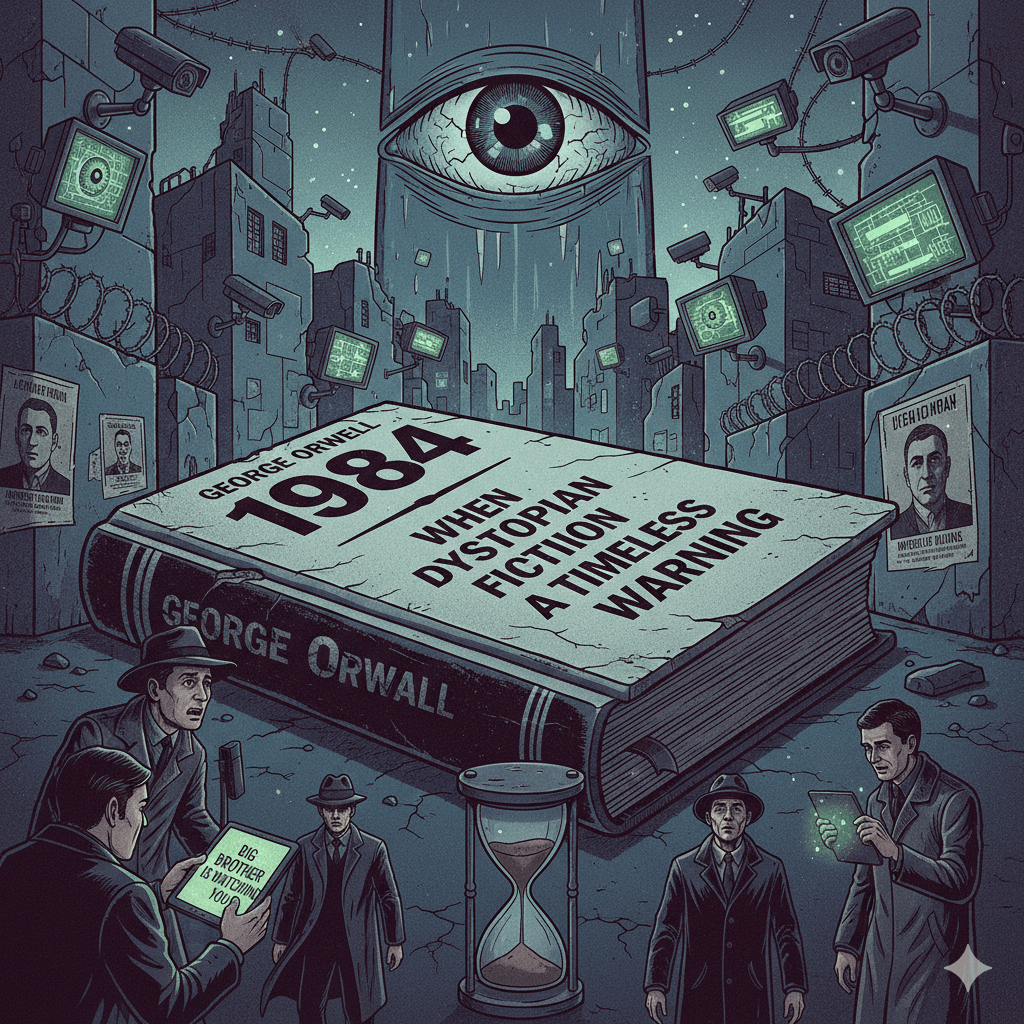 GEORGE ORWELL
1984
WHEN
DYSTOPIAN
FICTIION
A TIMELESS
WARNING
GEORGE ORWALL
BIG
BROTHER
IS WATCHING
YOU